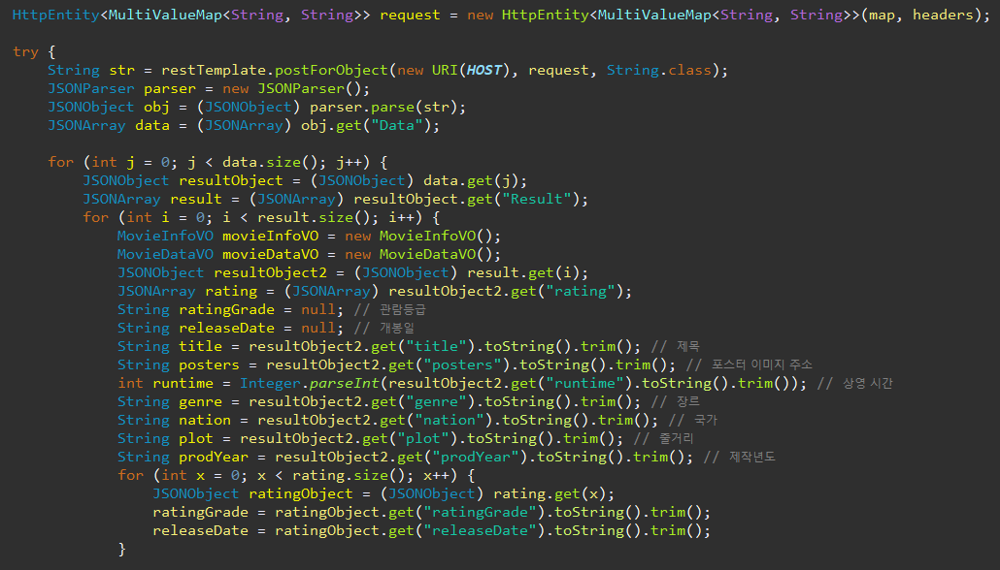 HttpEntity<MultiValueMap<String, String>> request = new HttpEntity<MultiValueMap<String, String>>(map, headers);
try {
String str = restTemplate.postForObject(new URI(HOST), request, String.class);
JSONParser parser = new JSONParser();
JSONObject obj = (JSONObject) parser.parse(str);
JSONArray data = (JSONArray) obj.get("Data");
for (int j = 0; j < data.size(); j++) {
JSONObject resultObject = (JSONObject) data.get(j);
JSONArray result = (JSONArray) resultObject.get("Result");
for (int i = 0; i < result.size(); i++) {
MovieInfoVO movieInfoVO = new MovieInfoVO();
MovieDataVO movieDataVO = new MovieDataVO();
JSONObject resultObject2 = (JSONObject) result.get(i);
JSONArray rating = (JSONArray) resultObject2.get("rating");
String ratingGrade = null; // 관람등급
String releaseDate = null; // 개봉일
String title = resultObject2.get("title").toString().trim(); // 제목
String posters = resultObject2.get("posters").toString().trim(); // 포스터 이미지 주소
int runtime = Integer.parseInt(resultObject2.get("runtime").toString().trim()); // 상영 시간
String genre = resultObject2.get("genre").toString().trim(); // 장르
String nation = resultObject2.get("nation").toString().trim(); // 국가
String plot = resultObject2.get("plot").toString().trim(); // 줄거리
String prodYear = resultObject2.get("prodYear").toString().trim(); // 제작년도
for (int x = 0; x < rating.size(); x++) {
JSONObject ratingObject = (JSONObject) rating.get(x);
ratingGrade = ratingObject.get("ratingGrade").toString().trim();
releaseDate = ratingObject.get("releaseDate").toString().trim();
}